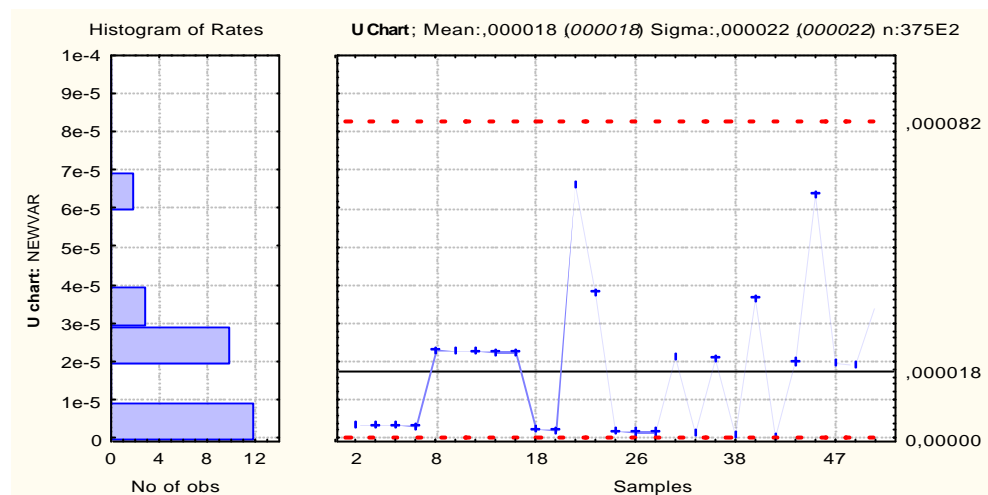 Histogram of Rates
U Chart; Mean:,000018 (,000018) Sigma:,000022 (,000022) n:375E2
U chart: NEWVAR
1e-4
9e-5
8e-5
7e-5
6e-5
5e-5
4e-5
3e-5
2e-5
1e-5
0
,000082
,000018
0,00000
0 4 8 12
2 8 18 26 38 47
No of obs
Samples